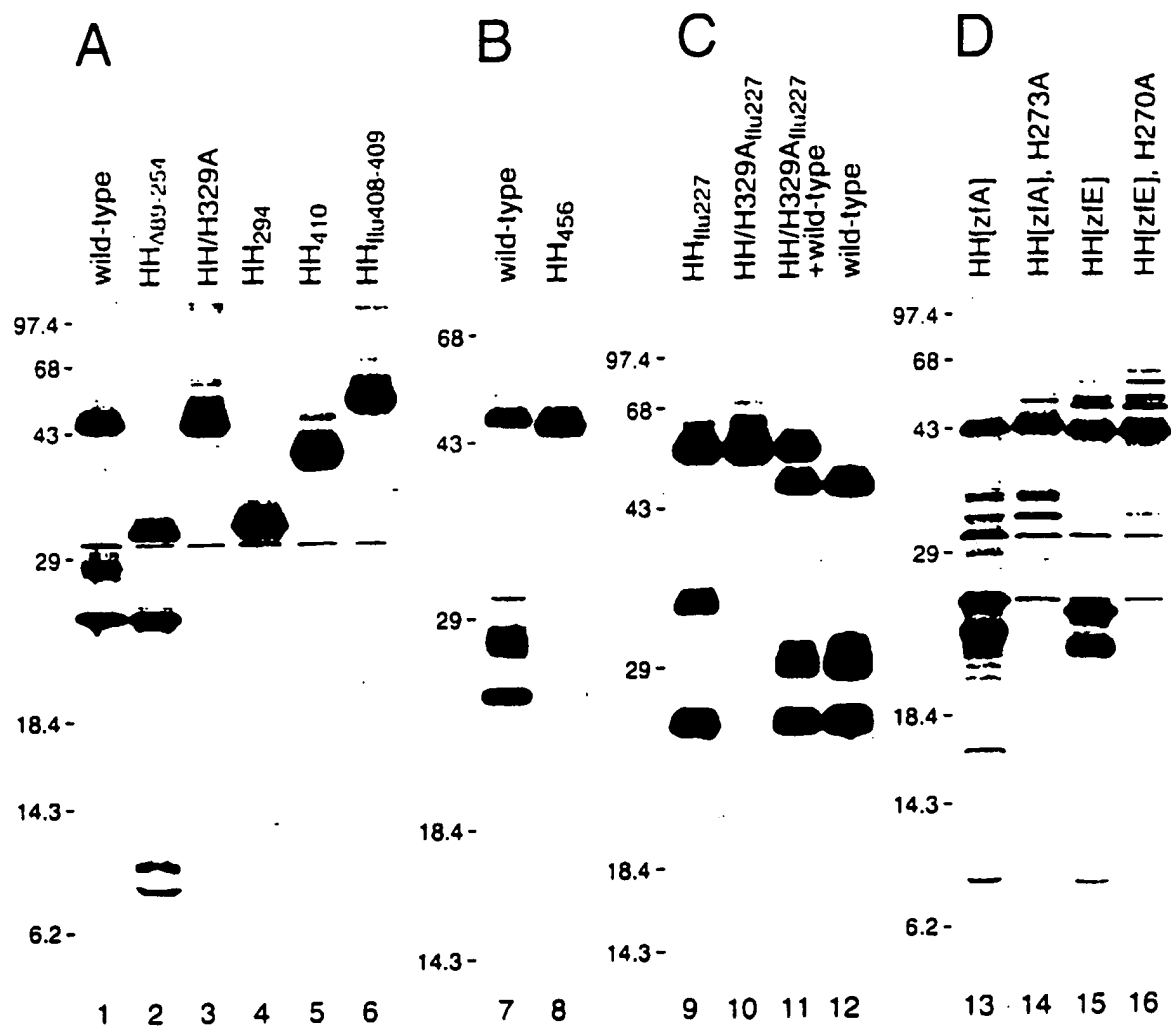 A
B
C
D
wild-type
HHΔ89-254
HH/H329A
HH294
HH410
HHflu408-409
wild-type
HH456
HHflu227
HH/H329Aflu227
HH/H329Aflu227
+wild-type
wild-type
HH[zfA]
HH[zfA], H273A
HH[zfE]
HH[zfE], H270A
97.4 -
68 -
43 -
29 -
18.4 -
14.3 -
6.2 -
68 -
43 -
29 -
18.4 -
14.3 -
97.4 -
68 -
43 -
29 -
18.4 -
14.3 -
97.4 -
68 -
43 -
29 -
18.4 -
14.3 -
6.2 -
1 2 3 4 5 6
7 8
9 10 11 12
13 14 15 16